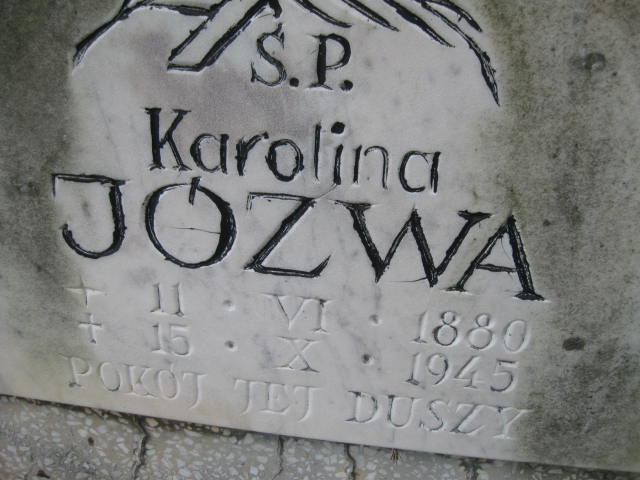 Ś.P.
Karolina
JÓZWA
+ 11 · VI · 1880
+ 15 · X · 1945
POKÓJ JEJ DUSZY